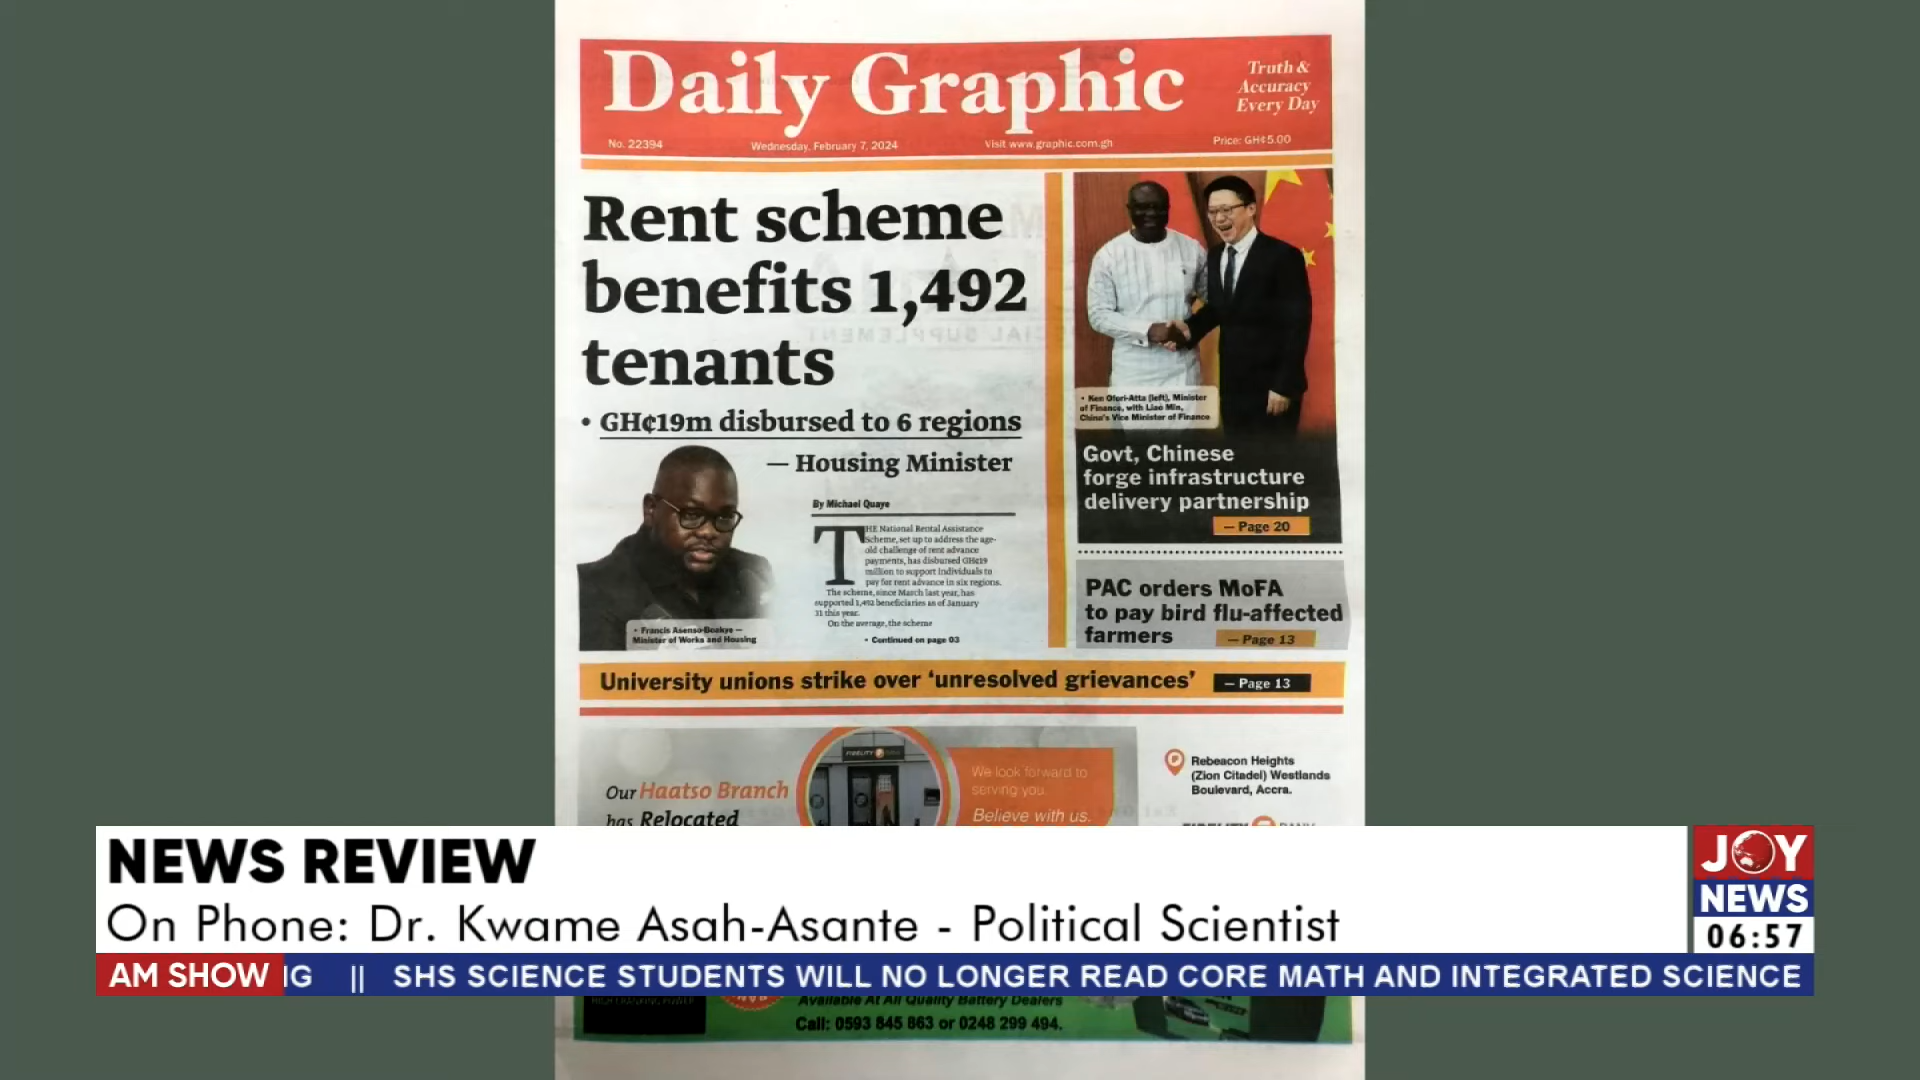 Daily Graphic
Truth &
Accuracy
Every Day
No. 22394
Wednesday, February 7, 2024
Visit www.graphic.com.gh
Price: GH¢5.00
Rent scheme
benefits 1,492
tenants
• GH¢19m disbursed to 6 regions
— Housing Minister
By Michael Quaye
THE National Rental Assistance
Scheme, set up to address the age-
old challenge of rent advance
payments, has disbursed GH¢19
million to support individuals to
pay for rent advance in six regions.
The scheme, since March last year, has
supported 1,492 beneficiaries as of January
31 this year.
On the average, the scheme
• Continued on page 03
• Francis Asenso-Boakye —
Minister of Works and Housing
• Ken Ofori-Atta (left), Minister
of Finance, with Liao Min,
China's Vice Minister of Finance
Govt, Chinese
forge infrastructure
delivery partnership
— Page 20
PAC orders MoFA
to pay bird flu-affected
farmers
— Page 13
University unions strike over ‘unresolved grievances’
— Page 13
Our Haatso Branch
has Relocated
FIDELITY
We look forward to
serving you.
Believe with us.
Rebeacon Heights
(Zion Citadel) Westlands
Boulevard, Accra.
NEWS REVIEW
On Phone: Dr. Kwame Asah-Asante - Political Scientist
JOY
NEWS
06:57
AM SHOW
NG || SHS SCIENCE STUDENTS WILL NO LONGER READ CORE MATH AND INTEGRATED SCIENCE
Available At All Quality Battery Dealers
Call: 0593 845 863 or 0248 299 494.